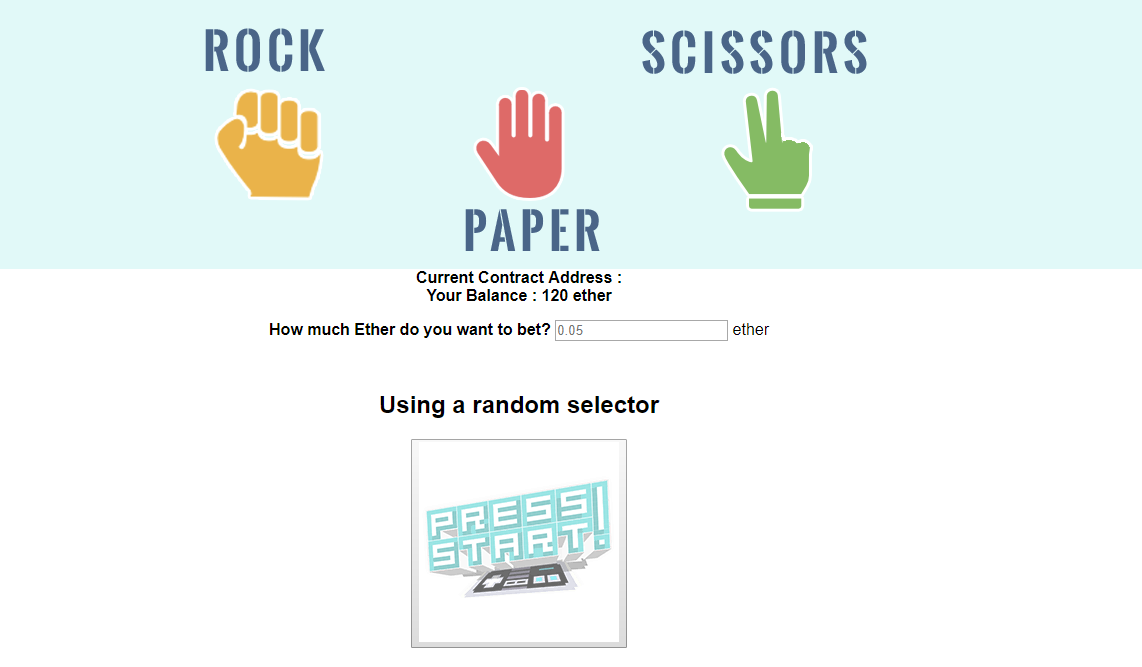 ROCK
SCISSORS
PAPER
Current Contract Address :
Your Balance : 120 ether
How much Ether do you want to bet? 0.05 ether
Using a random selector
PRESS
START!